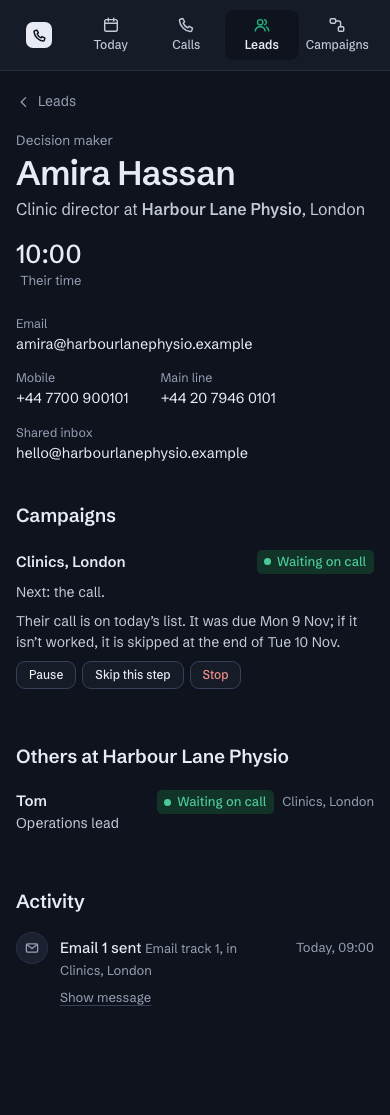 Today
Calls
Leads
Campaigns
Leads
Decision maker
Amira Hassan
Clinic director at Harbour Lane Physio, London
10:00
Their time
Email
amira@harbourlanephysio.example
Mobile
Main line
+44 7700 900101
+44 20 7946 0101
Shared inbox
hello@harbourlanephysio.example
Campaigns
Clinics, London
Waiting on call
Next: the call.
Their call is on today’s list. It was due Mon 9 Nov; if it
isn’t worked, it is skipped at the end of Tue 10 Nov.
Pause
Skip this step
Stop
Others at Harbour Lane Physio
Tom
Waiting on call
Clinics, London
Operations lead
Activity
Email 1 sent Email track 1, in
Today, 09:00
Clinics, London
Show message